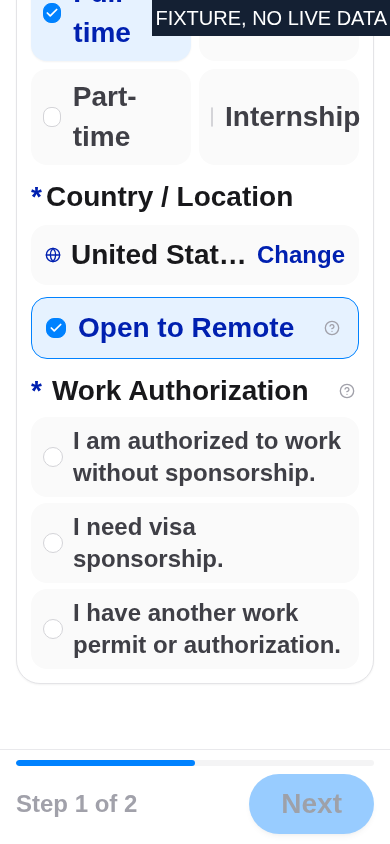 FIXTURE, NO LIVE DATA
time
Part-
time
Internship
* Country / Location
United Stat... Change
Open to Remote
* Work Authorization
I am authorized to work
without sponsorship.
I need visa
sponsorship.
I have another work
permit or authorization.
Step 1 of 2
Next